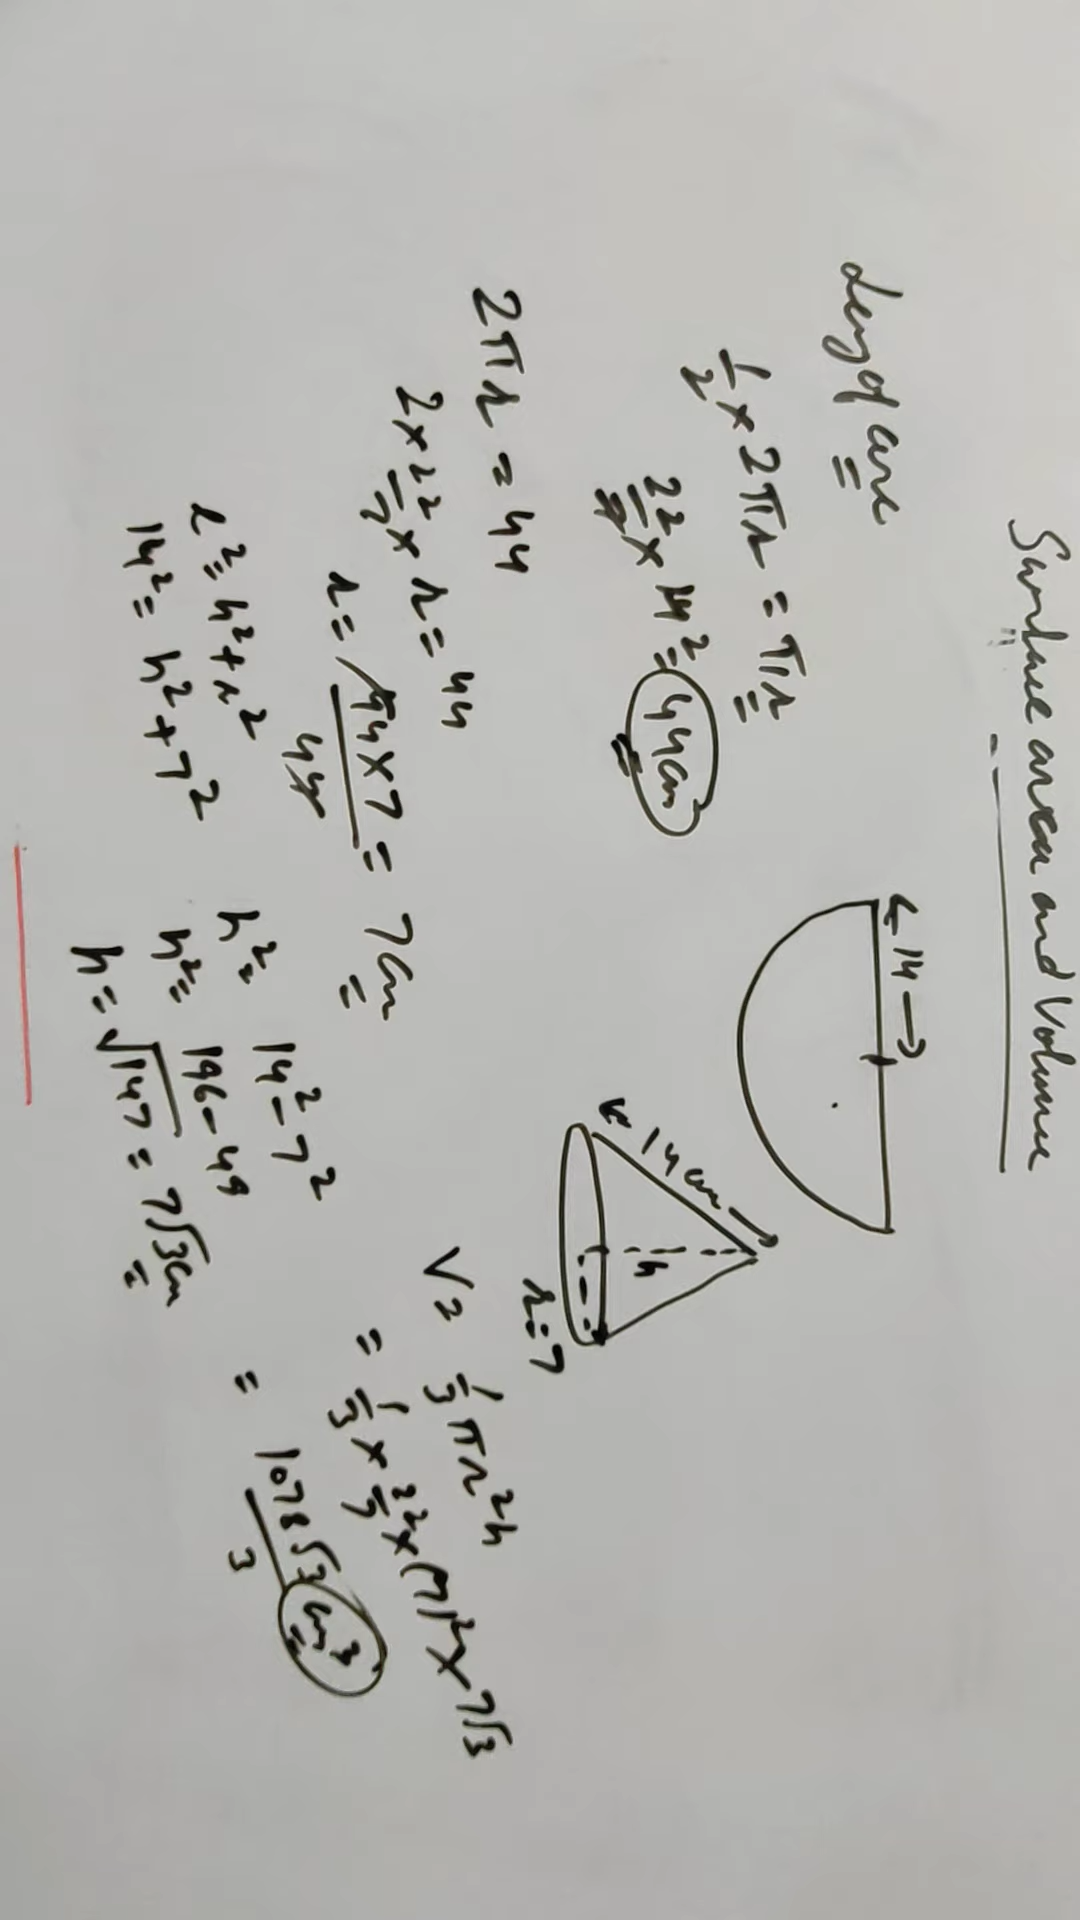 Surface area and Volume
← 14 →
Leng of arc
1/2 × 2πr = πr
22/7 × 14² = 44cm
← 14cm →
h
r = 7
2πr = 44
2 × 22/7 × r = 44
r = 44×7/44 = 7cm
l² = h² + r²
14² = h² + 7²
h² = 14² - 7²
h² = 196 - 49
h = √147 = 7√3cm
V = 1/3 πr²h
= 1/3 × 22/7 × (7)² × 7√3
= 1078√3/3 cm³